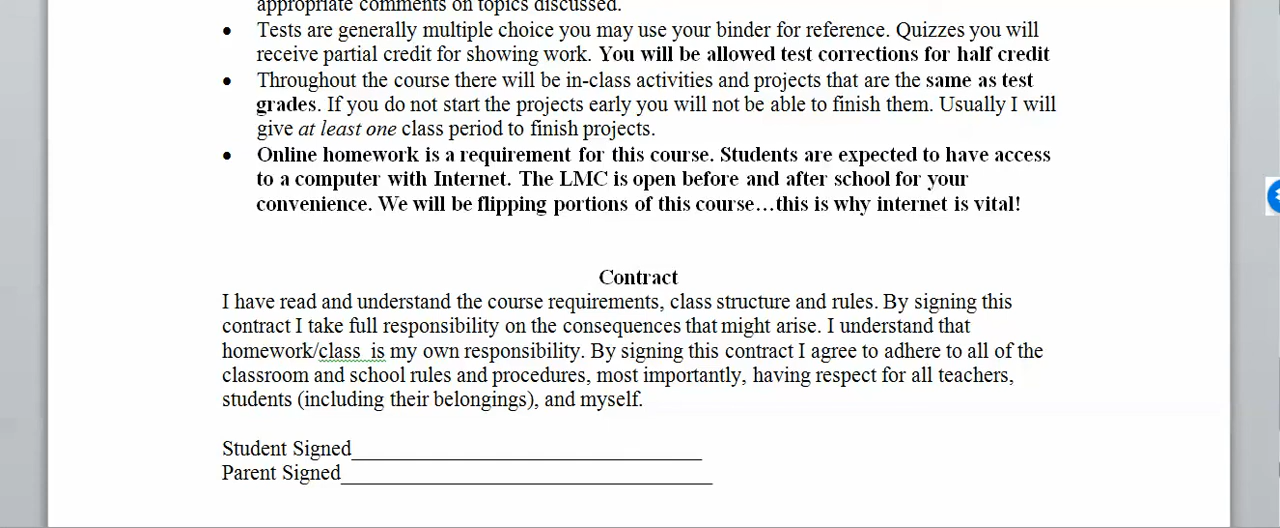 appropriate comments on topics discussed.
• Tests are generally multiple choice you may use your binder for reference. Quizzes you will
receive partial credit for showing work. You will be allowed test corrections for half credit
• Throughout the course there will be in-class activities and projects that are the same as test
grades. If you do not start the projects early you will not be able to finish them. Usually I will
give at least one class period to finish projects.
• Online homework is a requirement for this course. Students are expected to have access
to a computer with Internet. The LMC is open before and after school for your
convenience. We will be flipping portions of this course…this is why internet is vital!
Contract
I have read and understand the course requirements, class structure and rules. By signing this
contract I take full responsibility on the consequences that might arise. I understand that
homework/class  is my own responsibility. By signing this contract I agree to adhere to all of the
classroom and school rules and procedures, most importantly, having respect for all teachers,
students (including their belongings), and myself.
Student Signed________________________________
Parent Signed__________________________________